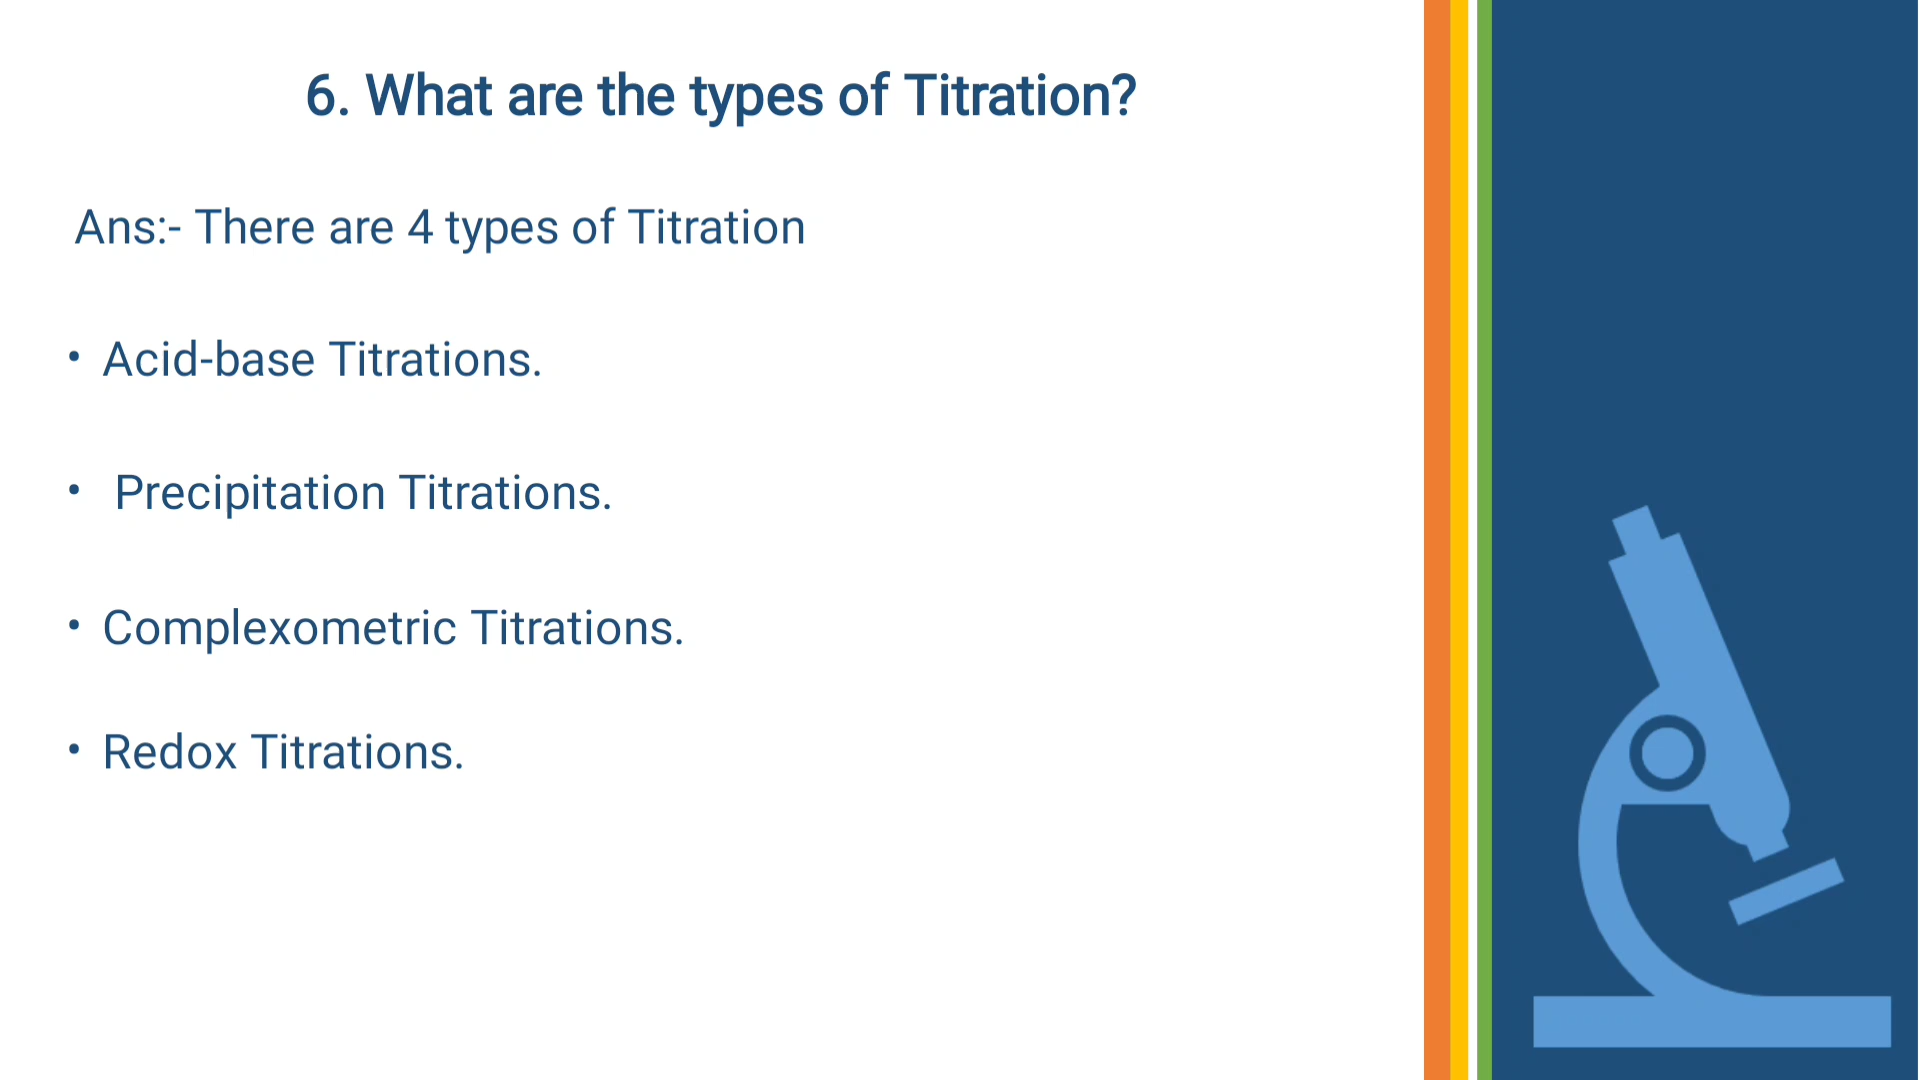 6. What are the types of Titration?
Ans:- There are 4 types of Titration
• Acid-base Titrations.
• Precipitation Titrations.
• Complexometric Titrations.
• Redox Titrations.